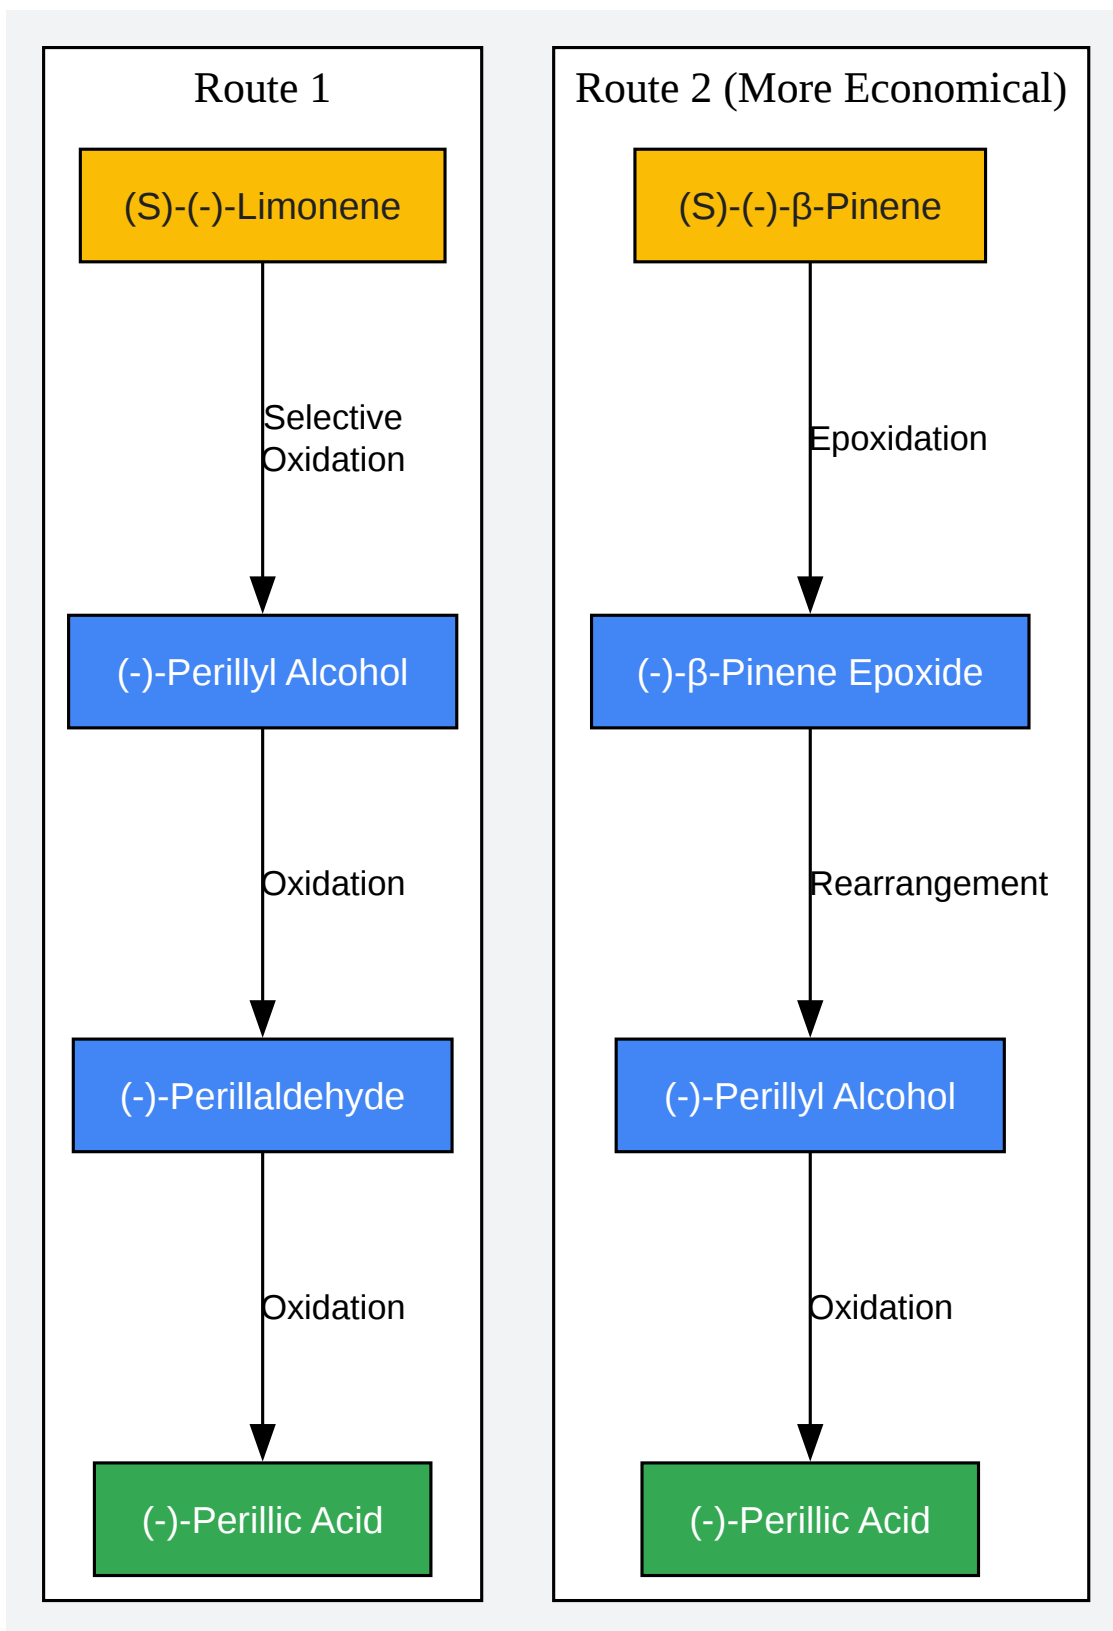 Route 1
(S)-(-)-Limonene
Selective
Oxidation
(-)-Perillyl Alcohol
Oxidation
(-)-Perillaldehyde
Oxidation
(-)-Perillic Acid
Route 2 (More Economical)
(S)-(-)-β-Pinene
Epoxidation
(-)-β-Pinene Epoxide
Rearrangement
(-)-Perillyl Alcohol
Oxidation
(-)-Perillic Acid